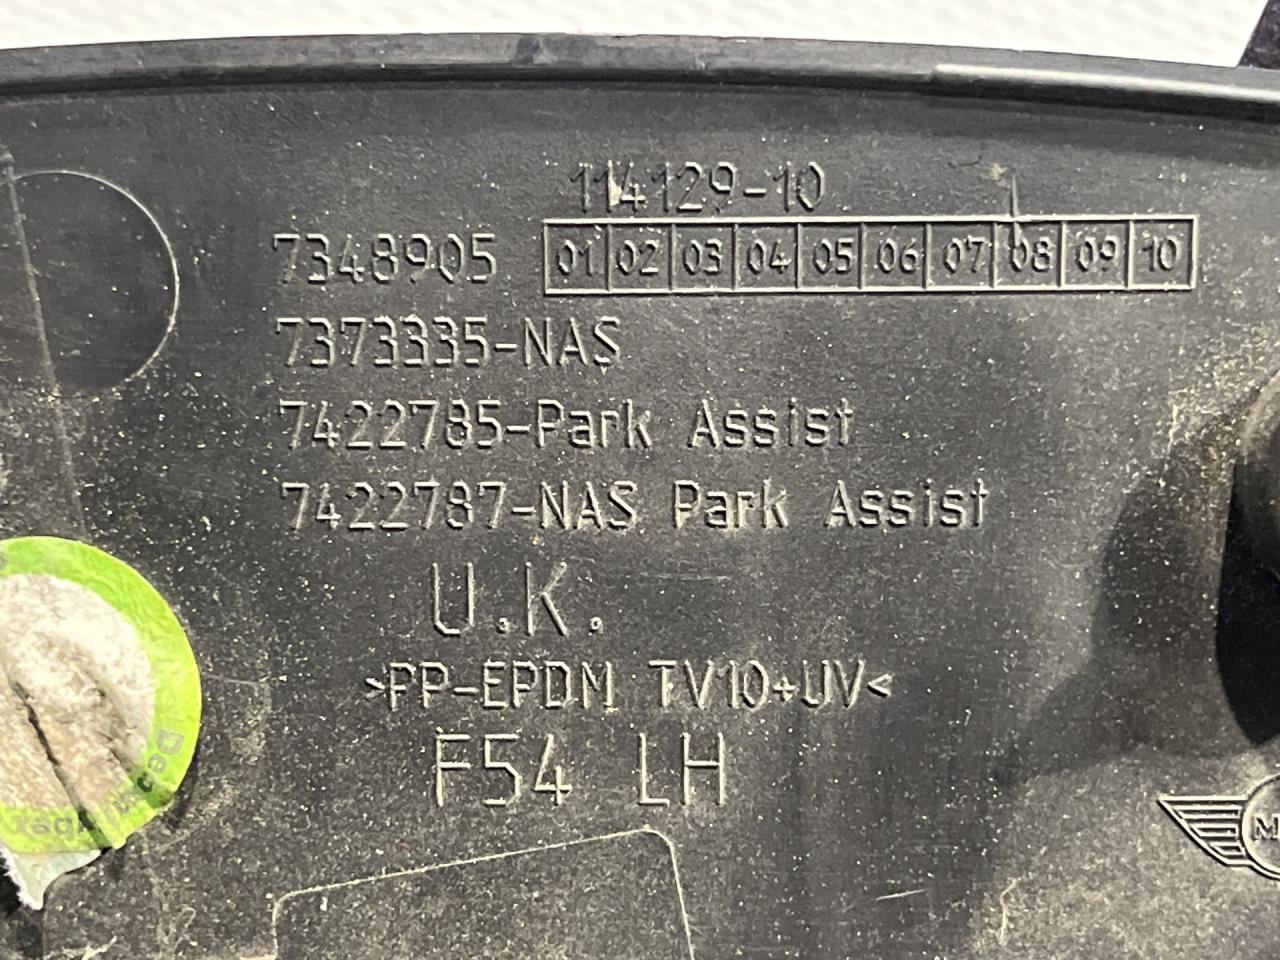 114129-10
7348905 01 02 03 04 05 06 07 08 09 10
7373335-NAS
7422785-Park Assist
7422787-NAS Park Assist
U.K.
>PP-EPDM TV10+UV<
F54 LH
M